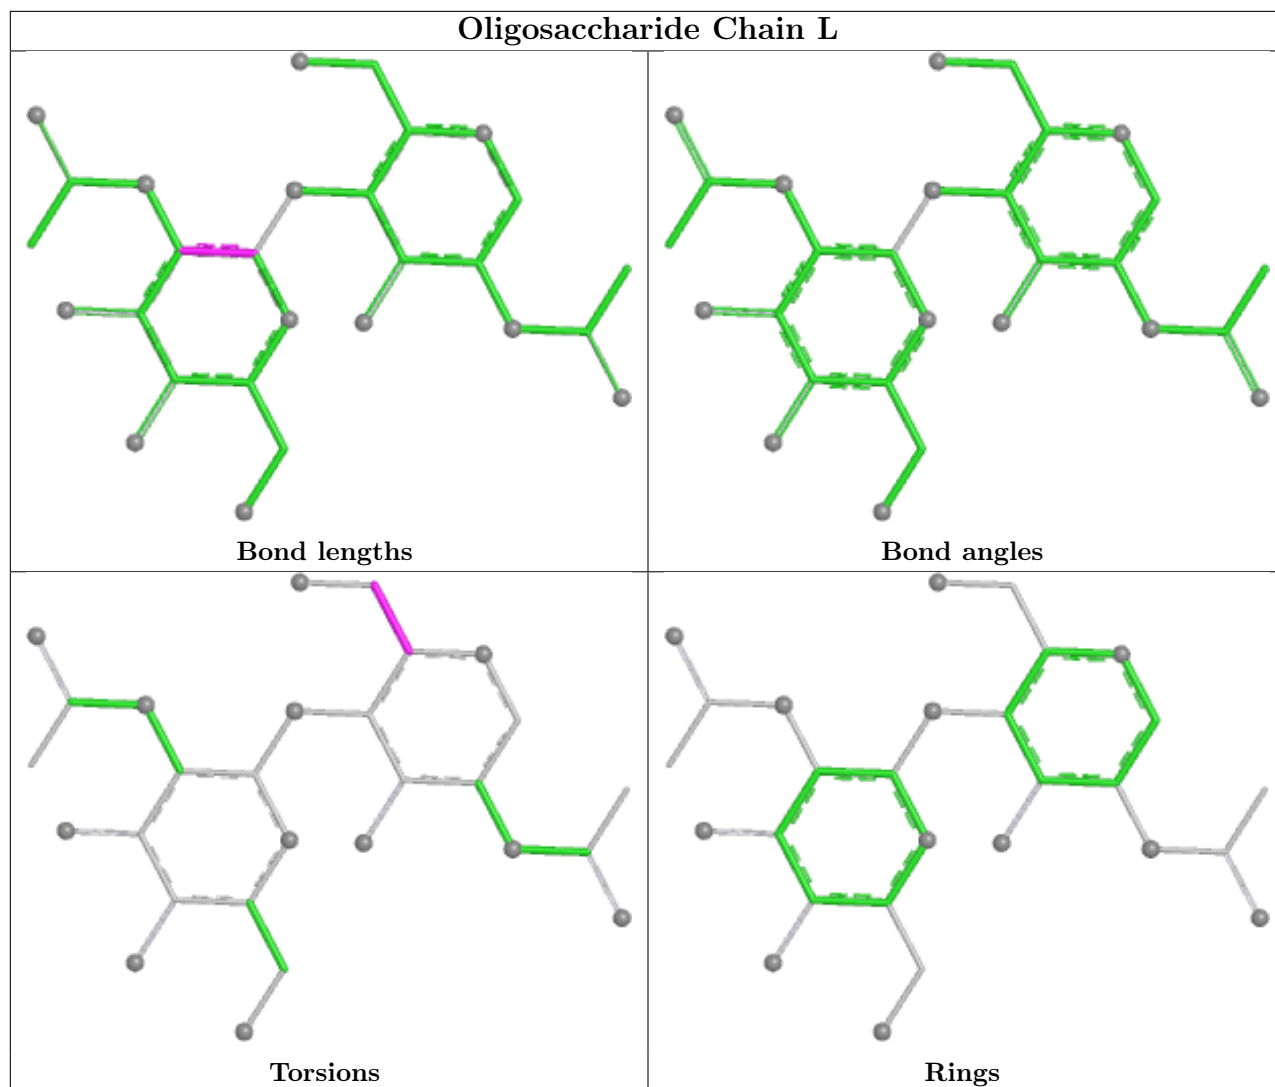 Oligosaccharide Chain L
Bond lengths
Bond angles
Torsions
Rings